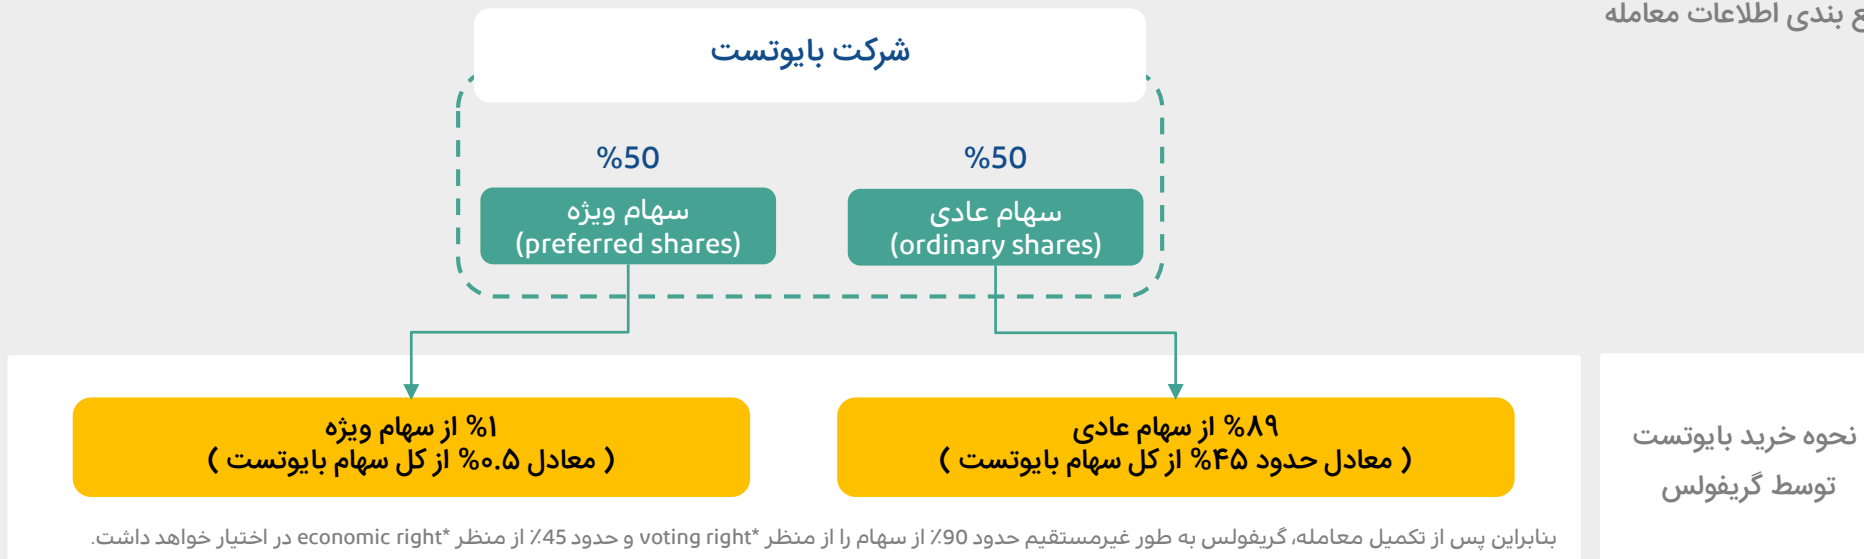 ع بندی اطلاعات معامله
شرکت بایوتست
%50
%50
سهام عادی
(ordinary shares)
سهام ویژه
(preferred shares)
%۸۹ از سهام عادی
( معادل حدود ۴۵% از کل سهام بایوتست )
%۱ از سهام ویژه
( معادل ۰.۵% از کل سهام بایوتست )
نحوه خرید بایوتست
توسط گریفولس
بنابراین پس از تکمیل معامله، گریفولس به طور غیرمستقیم حدود 90٪ از سهام را از منظر *voting right و حدود 45٪ از منظر *economic right در اختیار خواهد داشت.